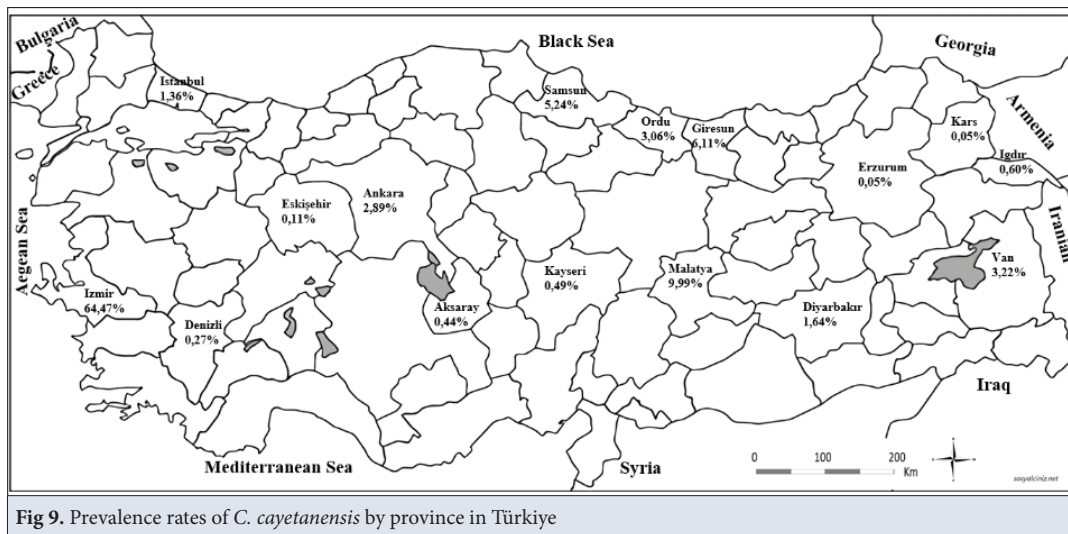 Bulgaria
Greece
Black Sea
Georgia
Armenia
Iranian
Aegean Sea
Istanbul
1,36%
Samsun
5,24%
Ordu
3,06%
Giresun
6,11%
Kars
0,05%
Igdır
0,60%
Erzurum
0,05%
Ankara
2,89%
Eskişehir
0,11%
Van
3,22%
Kayseri
0,49%
Malatya
9,99%
Izmir
64,47%
Aksaray
0,44%
Diyarbakır
1,64%
Denizli
0,27%
Iraq
Mediterranean Sea
Syria
0 100 200
Km
sosyalciniz.net
Fig 9. Prevalence rates of C. cayetanensis by province in Türkiye